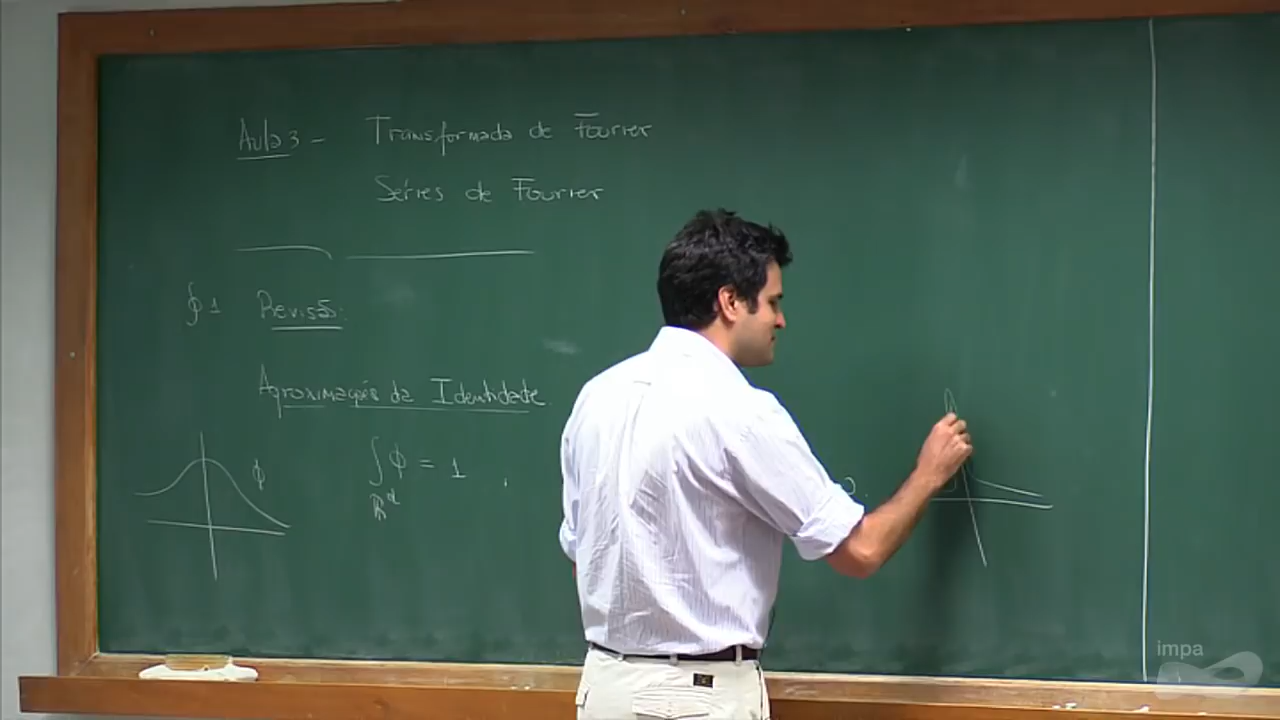 Aula 3 - Transformada de Fourier
Séries de Fourier
§ 1 Revisão:
Aproximações da Identidade
ϕ
∫ ϕ = 1 ,
ℝᵈ
impa